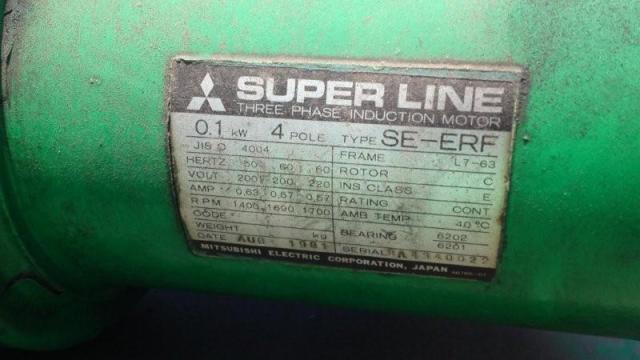 SUPER LINE
THREE PHASE INDUCTION MOTOR
0.1 kW 4 POLE TYPE SE-ERF
JIS C 4004 FRAME L7-63
HERTZ 50 60 60 ROTOR C
VOLT 200 200 220 INS CLASS E
AMP 0.63 0.57 0.57 RATING CONT
R.P.M 1400 1690 1700 AMB TEMP 40°C
CODE BEARING 6202
WEIGHT kg 6201
DATE AUG 1981 SERIAL
MITSUBISHI ELECTRIC CORPORATION, JAPAN